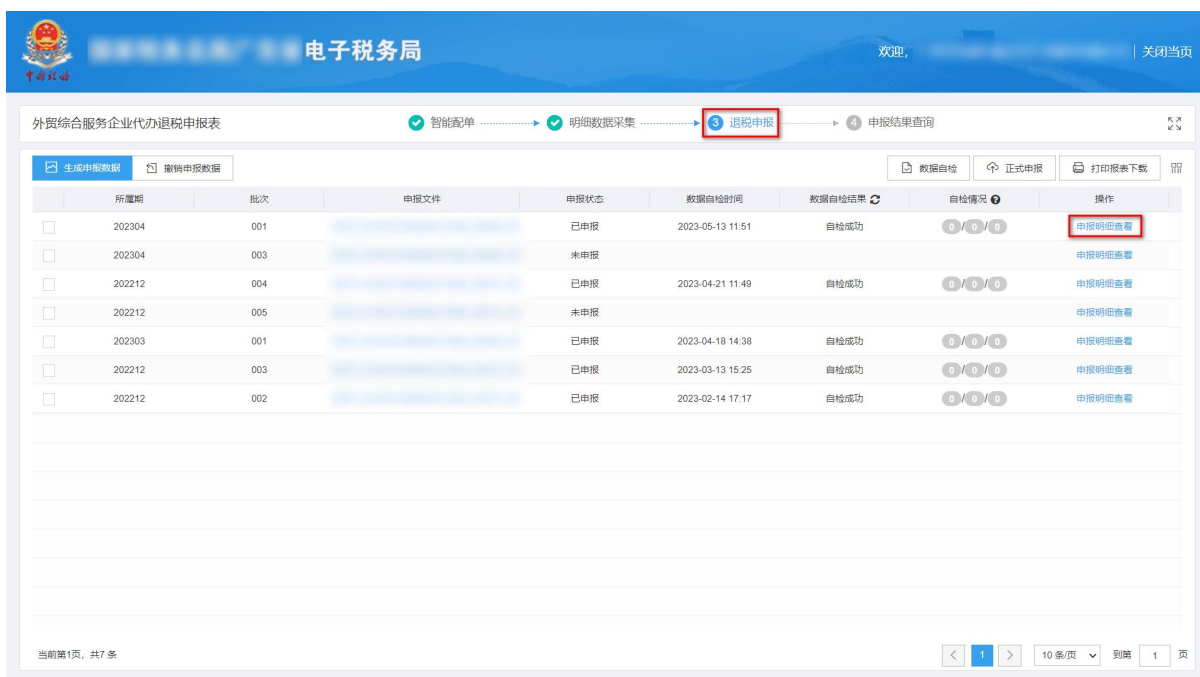 电子税务局 欢迎, 关闭当页
中国税务
外贸综合服务企业代办退税申报表 智能配单 明细数据采集 3 退税申报 4 申报结果查询
生成申报数据 撤销申报数据 数据自检 正式申报 打印报表下载
所属期 批次 申报文件 申报状态 数据自检时间 数据自检结果 自检情况 操作
202304 001 已申报 2023-05-13 11:51 自检成功 0/0/0 申报明细查看
202304 003 未申报 申报明细查看
202212 004 已申报 2023-04-21 11:49 自检成功 0/0/0 申报明细查看
202212 005 未申报 申报明细查看
202303 001 已申报 2023-04-18 14:38 自检成功 0/0/0 申报明细查看
202212 003 已申报 2023-03-13 15:25 自检成功 0/0/0 申报明细查看
202212 002 已申报 2023-02-14 17:17 自检成功 0/0/0 申报明细查看
当前第1页, 共7 条 < 1 > 10 条/页 到第 1 页